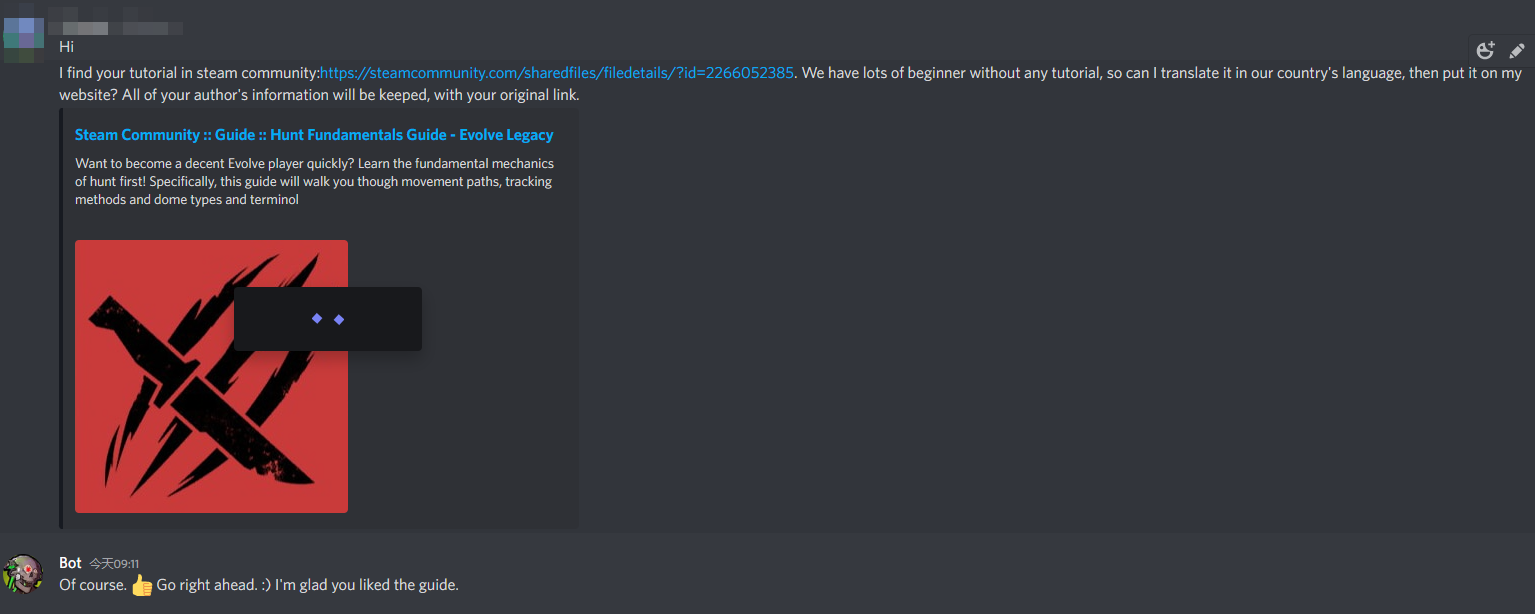 Hi
I find your tutorial in steam community:https://steamcommunity.com/sharedfiles/filedetails/?id=2266052385. We have lots of beginner without any tutorial, so can I translate it in our country's language, then put it on my
website? All of your author's information will be keeped, with your original link.
Steam Community :: Guide :: Hunt Fundamentals Guide - Evolve Legacy
Want to become a decent Evolve player quickly? Learn the fundamental mechanics
of hunt first! Specifically, this guide will walk you though movement paths, tracking
methods and dome types and terminol
Bot 今天09:11
Of course. 👍 Go right ahead. :) I'm glad you liked the guide.